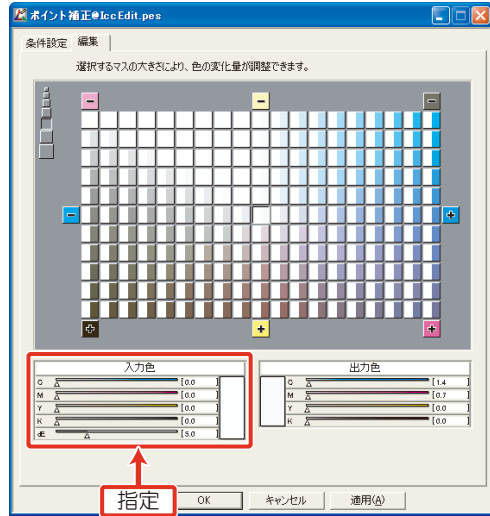 ポイント補正@IccEdit.pes
条件設定 編集
選択するマスの大きさにより、色の変化量が調整できます。
入力色 出力色
C [0.0 ] C [1.4 ]
M [0.0 ] M [0.7 ]
Y [0.0 ] Y [0.0 ]
K [0.0 ] K [0.0 ]
dE [5.0 ]
指定 OK キャンセル 適用(A)